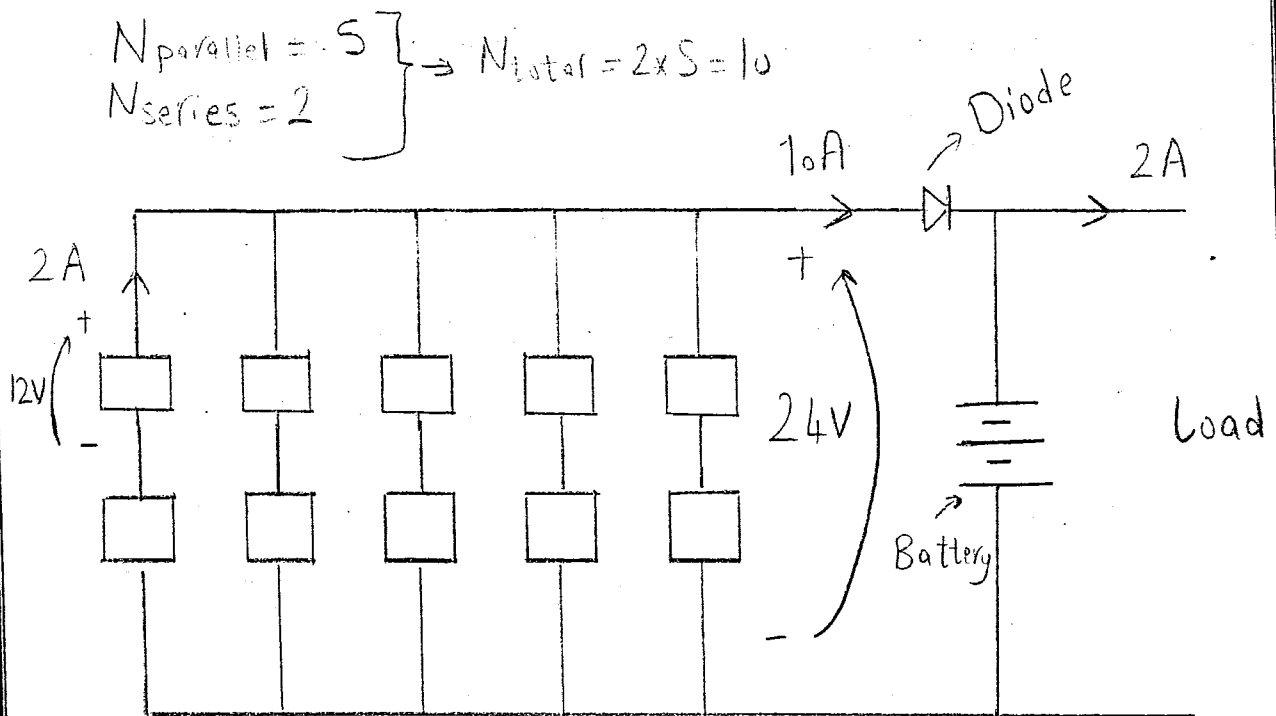 Nparallel = 5
Nseries = 2
→ Ntotal = 2x5=10
Diode
10A
2A
2A
+
12V
-
+
24V
-
Load
Battery